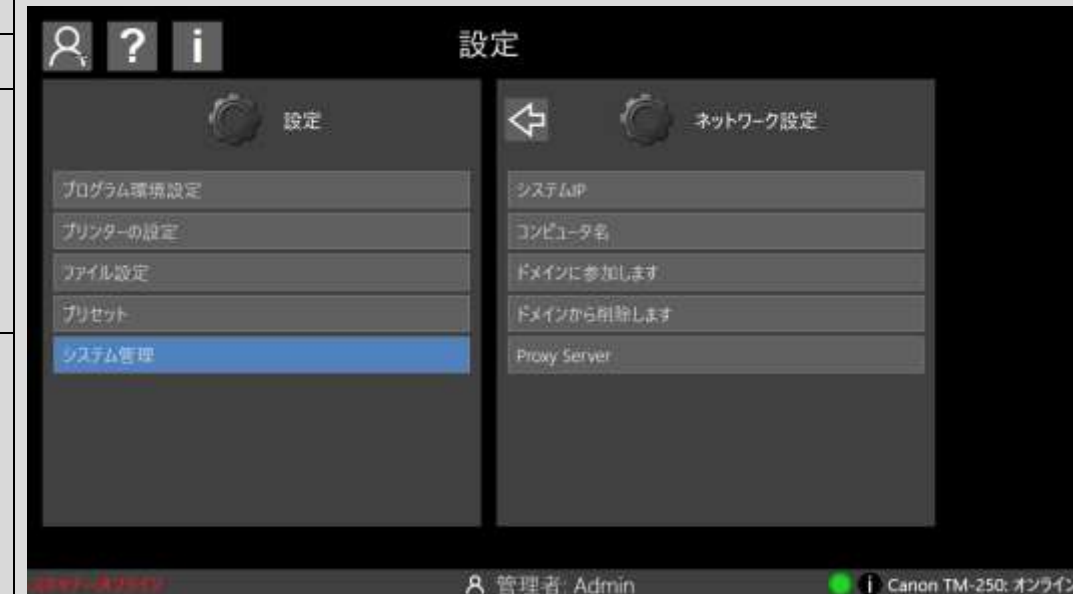 ? i 設定
設定
プログラム環境設定
プリンターの設定
ファイル設定
プリセット
システム管理
ネットワーク設定
システムIP
コンピュータ名
ドメインに参加します
ドメインから削除します
Proxy Server
管理者: Admin
i Canon TM-250: オンライン